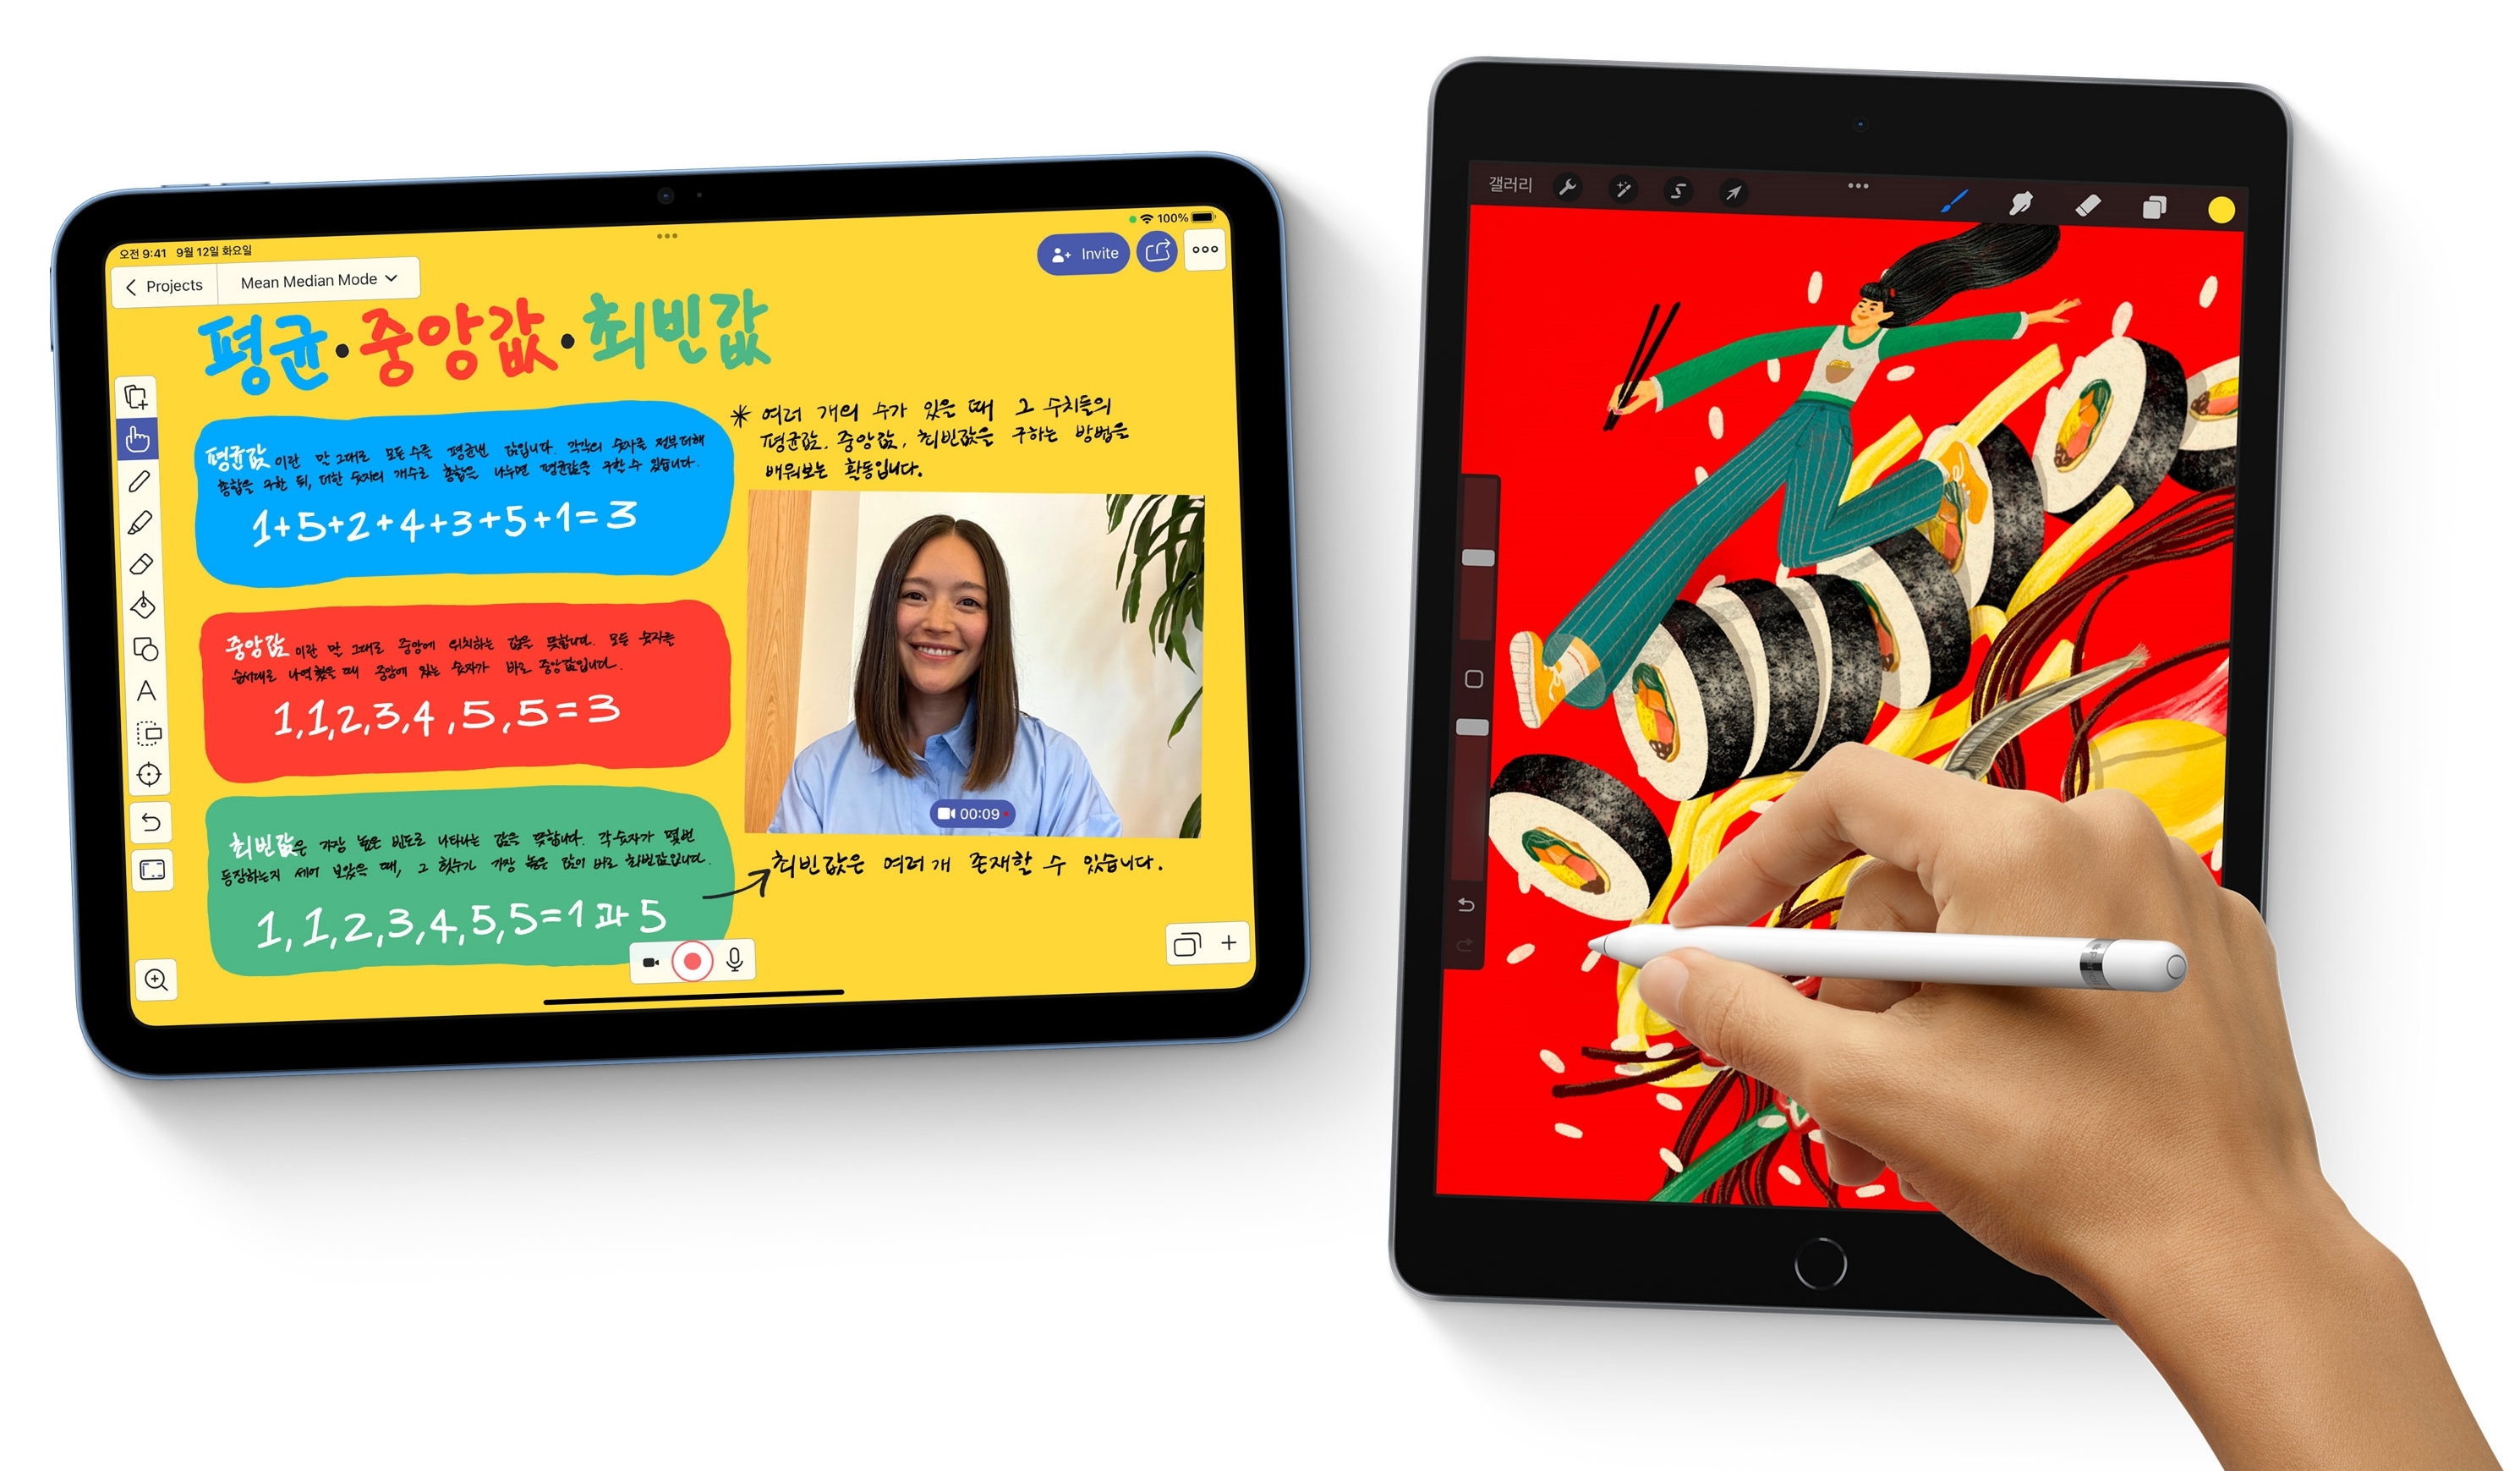 오전 9:41 9월 12일 화요일
100%
Projects
Mean Median Mode
Invite
평균·중앙값·최빈값
평균값이란 말 그대로 모든 수를 평균낸 값입니다. 각각의 숫자를 전부 더해
총합을 구한 뒤, 더한 숫자의 개수로 총합을 나누면 평균값을 구할 수 있습니다.
1+5+2+4+3+5+1=3
중앙값이란 말 그대로 중앙에 위치하는 값을 뜻합니다. 모든 숫자를
순서대로 나열했을 때 중앙에 있는 숫자가 바로 중앙값입니다.
1,1,2,3,4,5,5=3
최빈값은 가장 높은 빈도로 나타나는 값을 뜻합니다. 각 숫자가 몇 번
등장하는지 세어 보았을 때, 그 횟수가 가장 높은 값이 바로 최빈값입니다.
1,1,2,3,4,5,5=1과 5
* 여러 개의 수가 있을 때 그 수치들의
평균값, 중앙값, 최빈값을 구하는 방법을
배워보는 활동입니다.
00:09
최빈값은 여러 개 존재할 수 있습니다.
갤러리